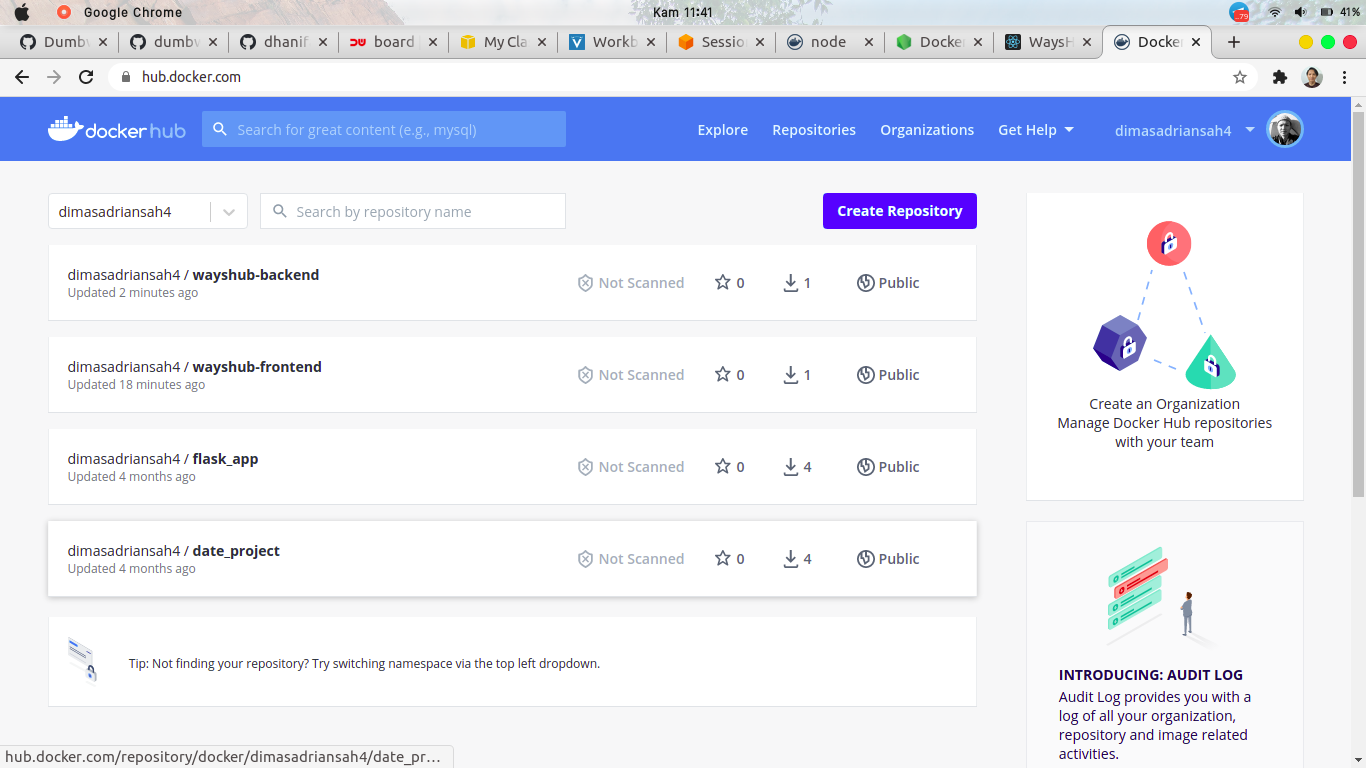 Google Chrome
Kam 11:41
79
41%
Dumbw
dumbw
dhanif
board
My Cla
Workb
Sessio
node
Docke
WaysH
Docke
hub.docker.com
docker hub
Search for great content (e.g., mysql)
Explore
Repositories
Organizations
Get Help
dimasadriansah4
dimasadriansah4
Search by repository name
Create Repository
dimasadriansah4 / wayshub-backend
Updated 2 minutes ago
Not Scanned
0
1
Public
dimasadriansah4 / wayshub-frontend
Updated 18 minutes ago
Not Scanned
0
1
Public
dimasadriansah4 / flask_app
Updated 4 months ago
Not Scanned
0
4
Public
dimasadriansah4 / date_project
Updated 4 months ago
Not Scanned
0
4
Public
Tip: Not finding your repository? Try switching namespace via the top left dropdown.
Create an Organization
Manage Docker Hub repositories
with your team
INTRODUCING: AUDIT LOG
Audit Log provides you with a
log of all your organization,
repository and image related
activities.
hub.docker.com/repository/docker/dimasadriansah4/date_pr…